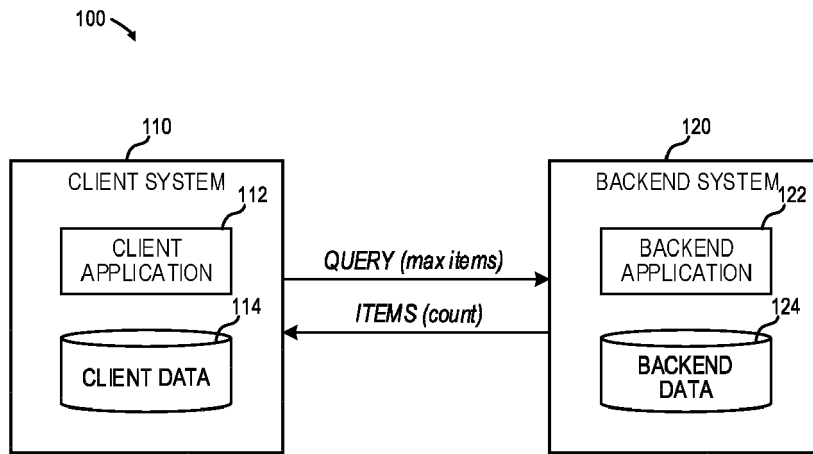 100
110
120
CLIENT SYSTEM
BACKEND SYSTEM
112
122
CLIENT
APPLICATION
QUERY (max items)
BACKEND
APPLICATION
114
ITEMS (count)
124
CLIENT DATA
BACKEND
DATA